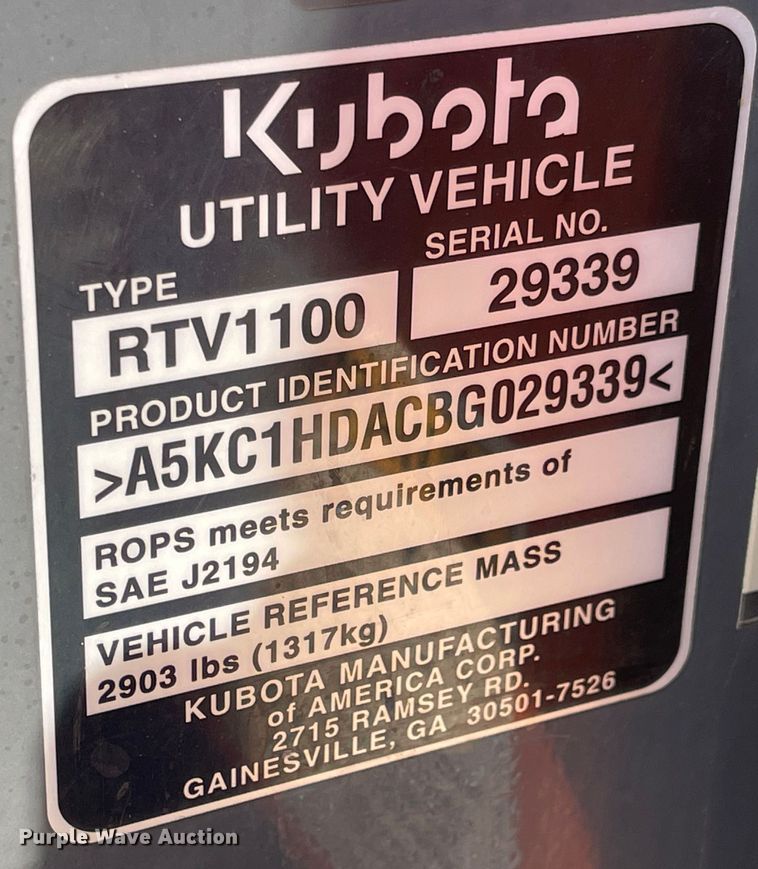 Kubota
UTILITY VEHICLE
TYPE
SERIAL NO.
RTV1100
29339
PRODUCT IDENTIFICATION NUMBER
>A5KC1HDACBG029339<
ROPS meets requirements of
SAE J2194
VEHICLE REFERENCE MASS
2903 lbs (1317kg)
KUBOTA MANUFACTURING
of AMERICA CORP.
2715 RAMSEY RD.
GAINESVILLE, GA 30501-7526
Purple Wave Auction